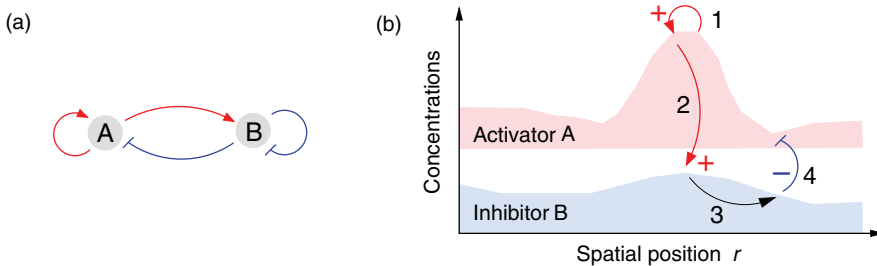 (a)
A
B
(b)
Concentrations
+
1
2
Activator A
+
−
4
Inhibitor B
3
Spatial position r